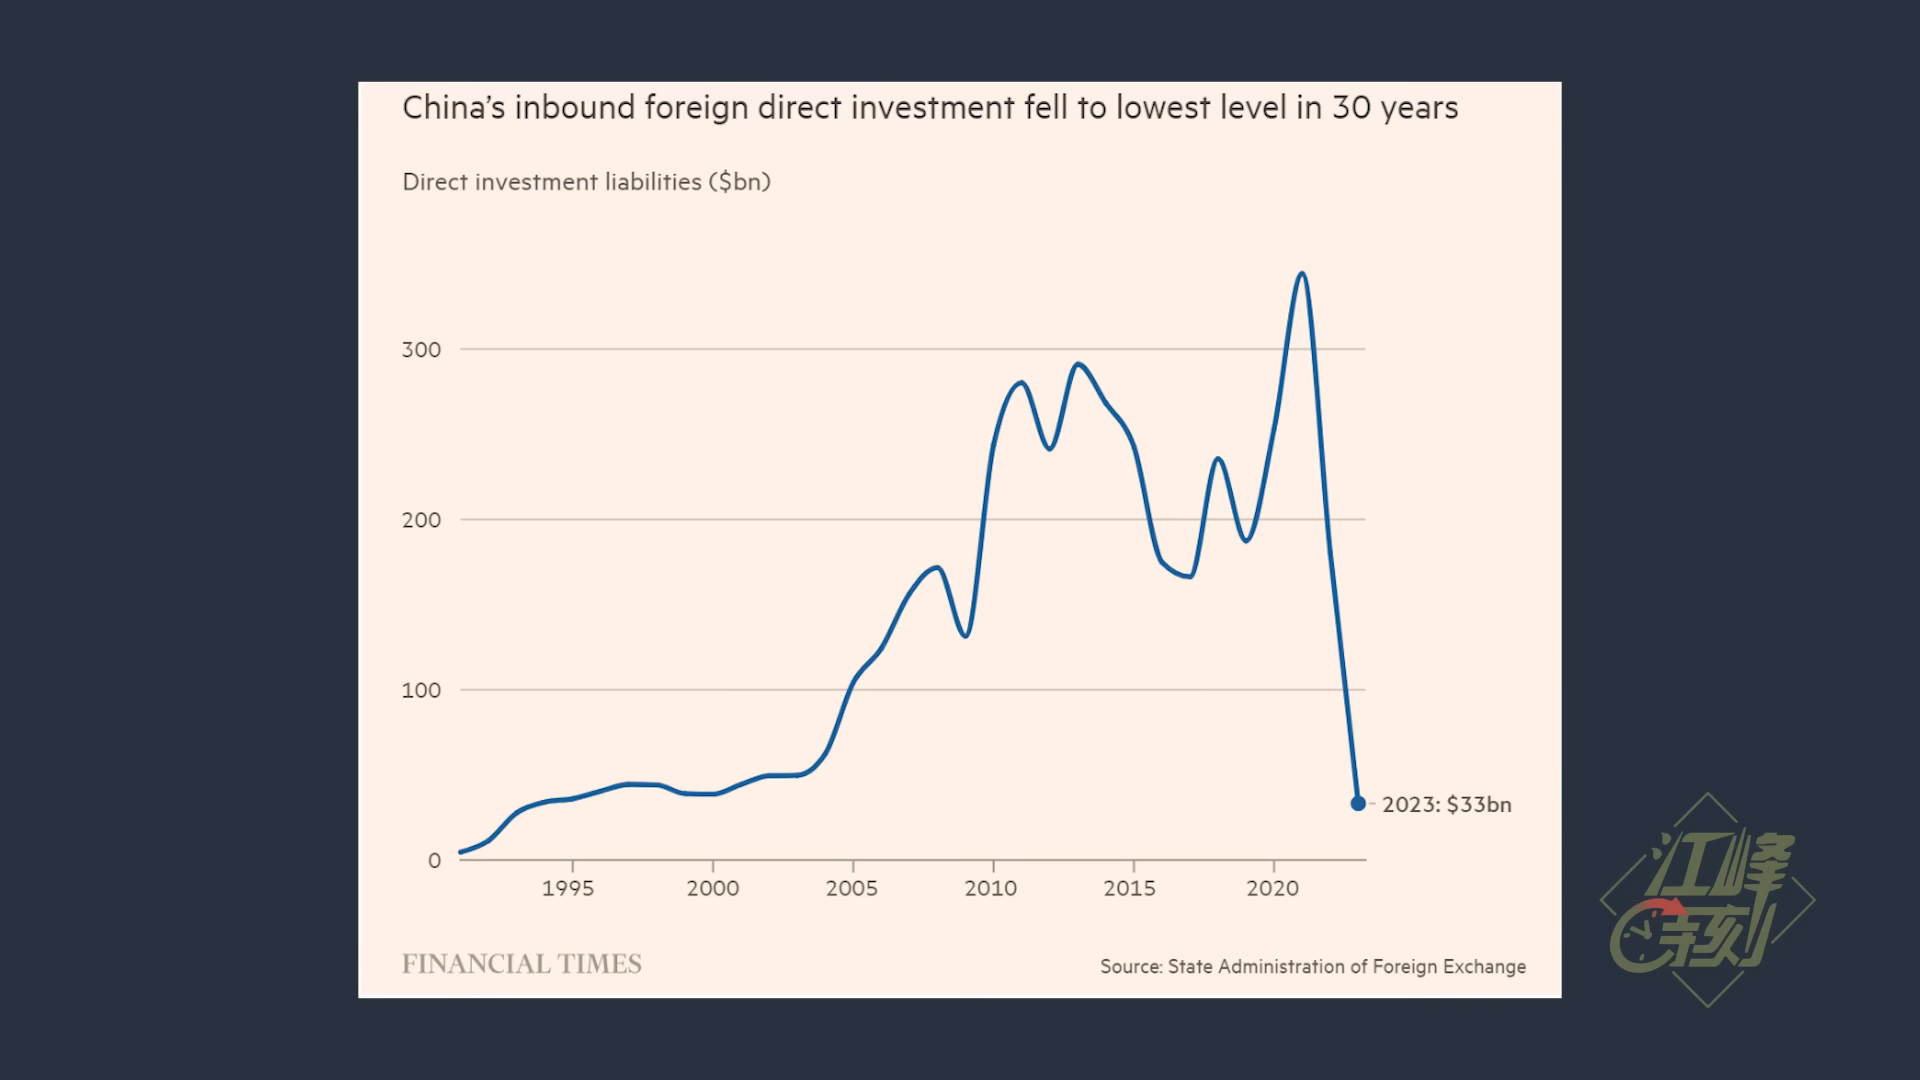 China's inbound foreign direct investment fell to lowest level in 30 years
Direct investment liabilities ($bn)
300
200
100
0
2023: $33bn
1995 2000 2005 2010 2015 2020
FINANCIAL TIMES
Source: State Administration of Foreign Exchange
江峰
时刻